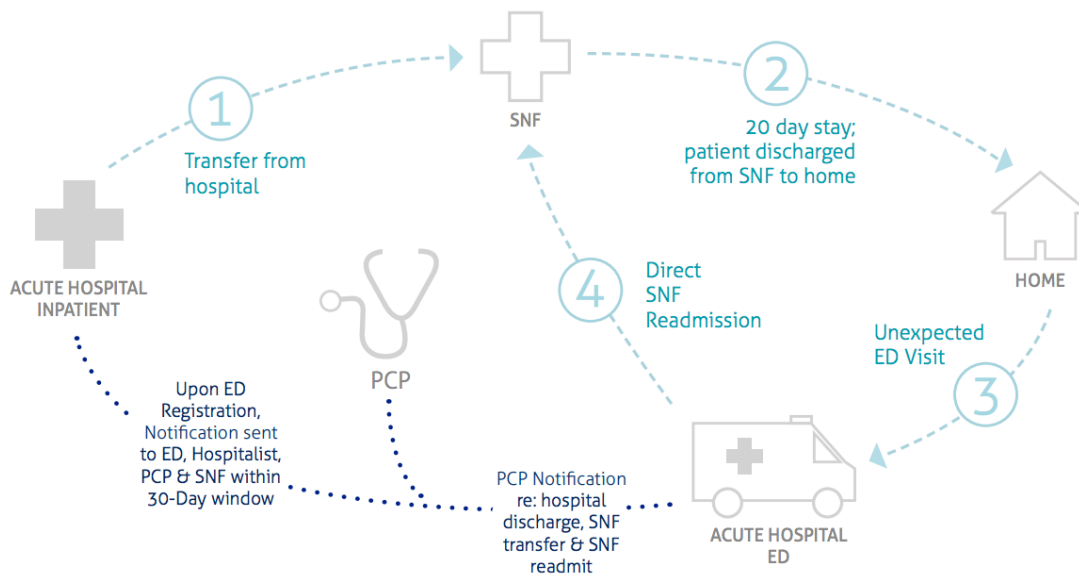 1
Transfer from
hospital
SNF
2
20 day stay;
patient discharged
from SNF to home
ACUTE HOSPITAL
INPATIENT
HOME
4
Direct
SNF
Readmission
Unexpected
ED Visit
3
PCP
Upon ED
Registration,
Notification sent
to ED, Hospitalist,
PCP & SNF within
30-Day window
PCP Notification
re: hospital
discharge, SNF
transfer & SNF
readmit
ACUTE HOSPITAL
ED